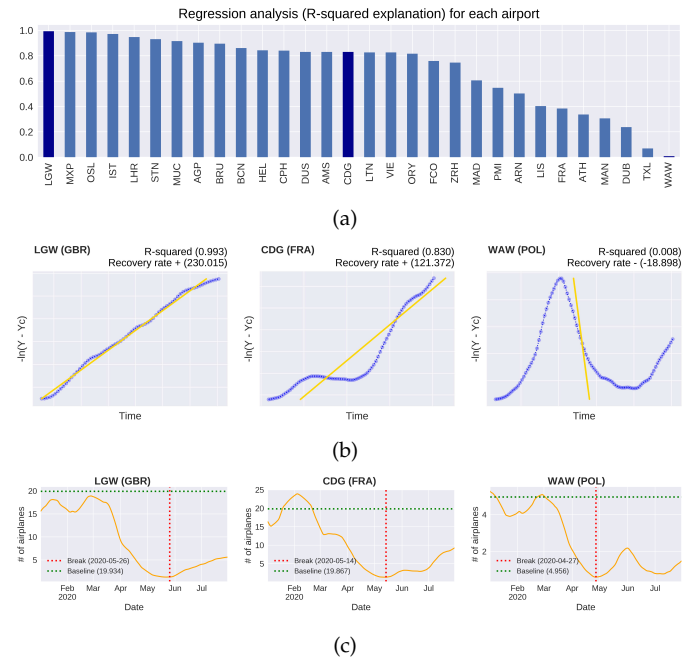 Regression analysis (R-squared explanation) for each airport
1.0
0.8
0.6
0.4
0.2
0.0
LGW MXP OSL IST LHR STN MUC AGP BRU BCN HEL CPH DUS AMS CDG LTN VIE ORY FCO ZRH MAD PMI ARN LIS FRA ATH MAN DUB TXL WAW
(a)
LGW (GBR) R-squared (0.993) CDG (FRA) R-squared (0.830) WAW (POL) R-squared (0.008)
Recovery rate + (230.015) Recovery rate + (121.372) Recovery rate - (-18.898)
-ln(Y - Yc) -ln(Y - Yc) -ln(Y - Yc)
Time Time Time
(b)
LGW (GBR)
20
15
10
5
# of airplanes
Break (2020-05-26)
Baseline (19.934)
Feb Mar Apr May Jun Jul
2020
Date
CDG (FRA)
25
20
15
10
5
# of airplanes
Break (2020-05-14)
Baseline (19.867)
Feb Mar Apr May Jun Jul
2020
Date
WAW (POL)
4
2
# of airplanes
Break (2020-04-27)
Baseline (4.956)
Feb Mar Apr May Jun Jul
2020
Date
(c)